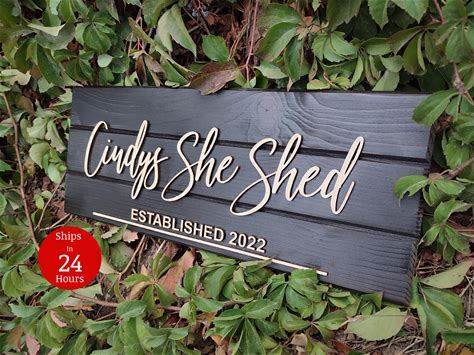 Cindys She Shed
ESTABLISHED 2022
Ships
In
24
Hours